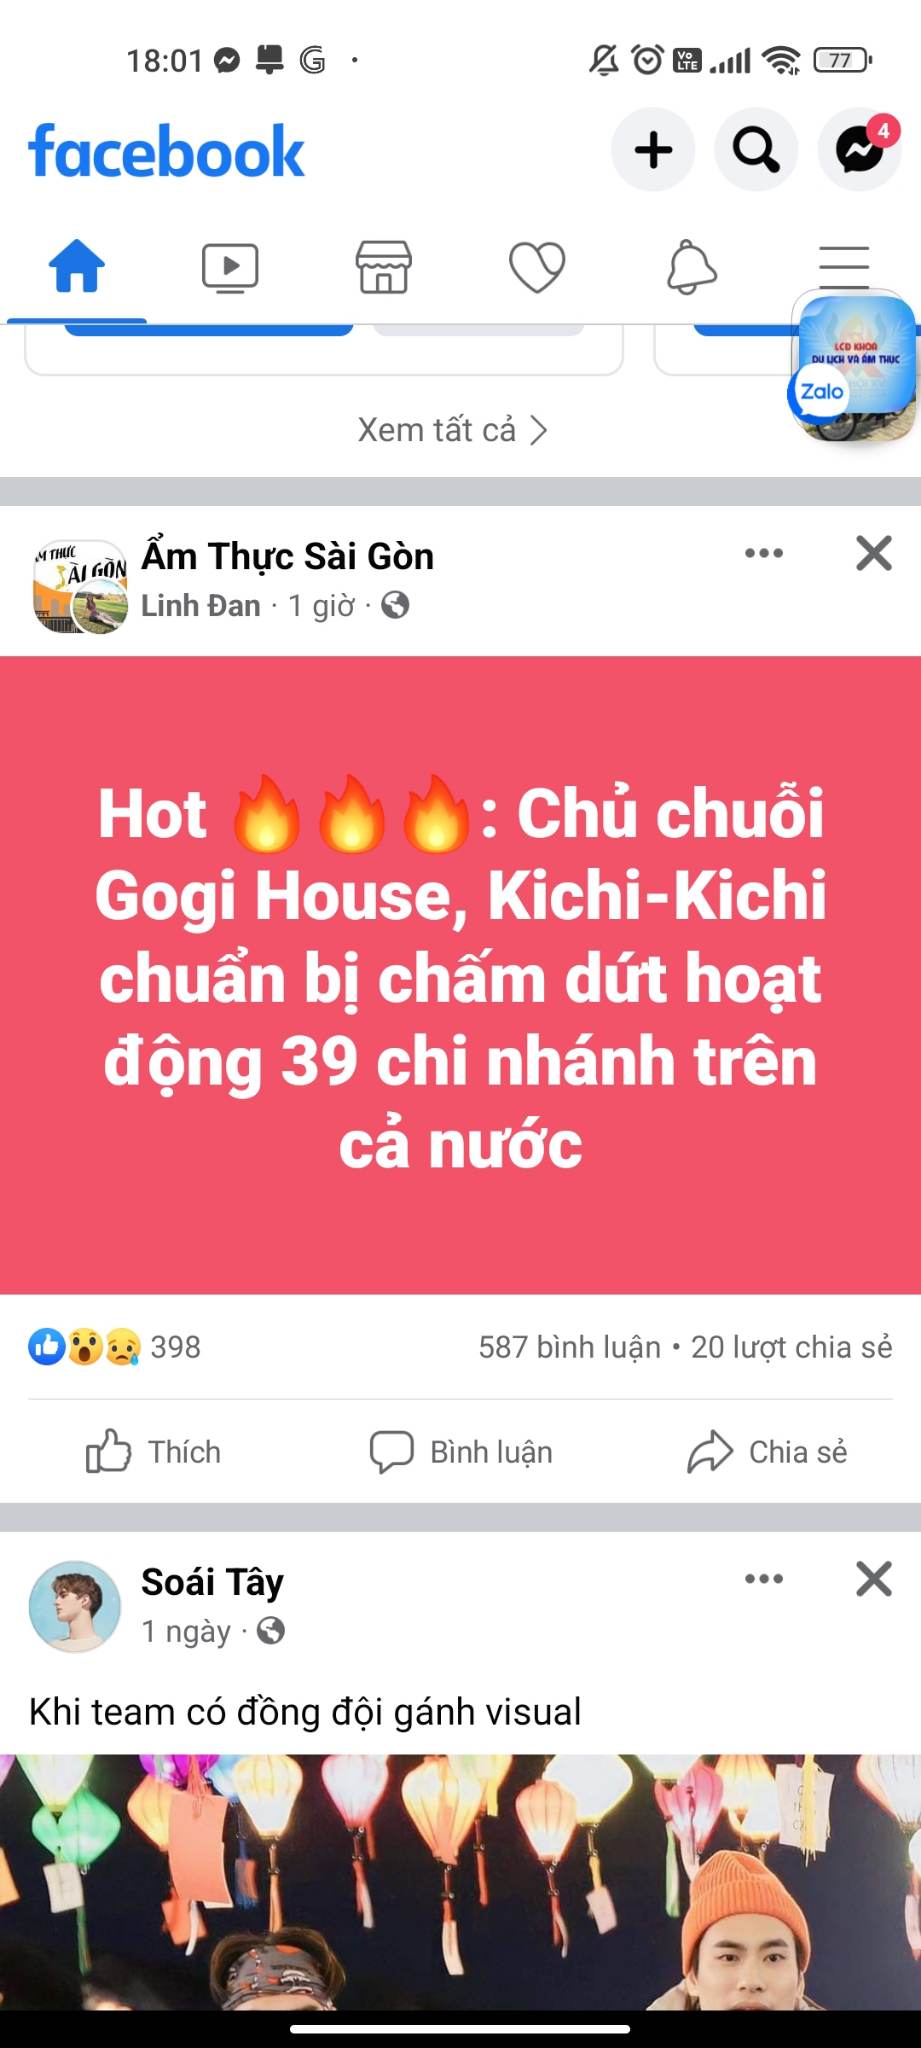 18:01
Vo LTE
77
facebook
4
LCD KHOA
DU LỊCH VÀ ẨM THỰC
Zalo
Xem tất cả
ẨM THỰC
SÀI GÒN
Ẩm Thực Sài Gòn
Linh Đan · 1 giờ ·
Hot 🔥🔥🔥: Chủ chuỗi
Gogi House, Kichi-Kichi
chuẩn bị chấm dứt hoạt
động 39 chi nhánh trên
cả nước
398
587 bình luận • 20 lượt chia sẻ
Thích
Bình luận
Chia sẻ
Soái Tây
1 ngày ·
Khi team có đồng đội gánh visual